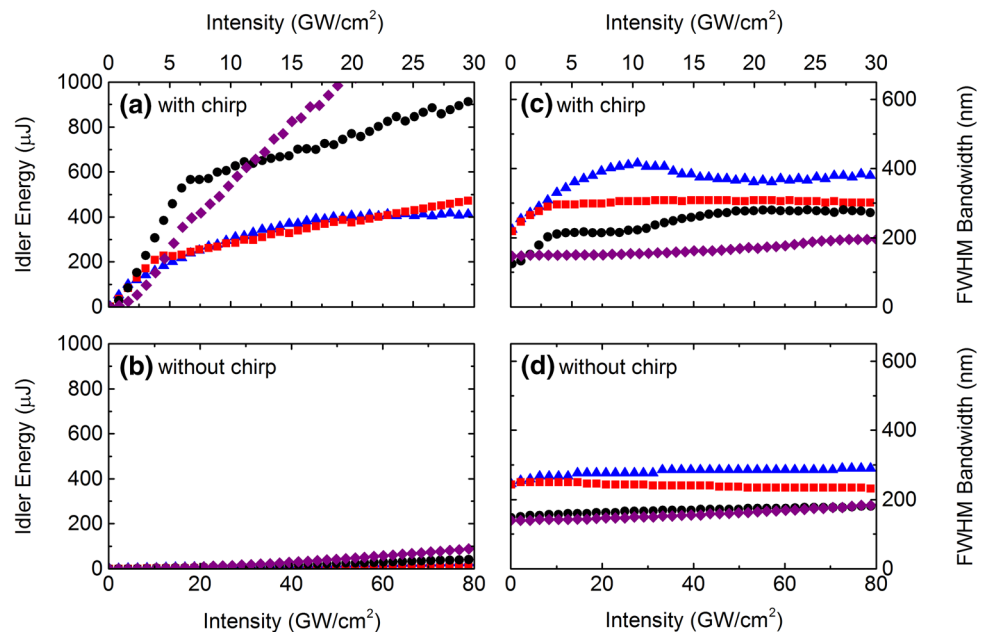 Intensity (GW/cm²) Intensity (GW/cm²)
0 5 10 15 20 25 30 0 5 10 15 20 25 30
1000
800
600
400
200
0
Idler Energy (μJ)
(a) with chirp
(c) with chirp
600
400
200
0
FWHM Bandwidth (nm)
1000
800
600
400
200
0
Idler Energy (μJ)
(b) without chirp
(d) without chirp
600
400
200
0
FWHM Bandwidth (nm)
0 20 40 60 80 0 20 40 60 80
Intensity (GW/cm²) Intensity (GW/cm²)